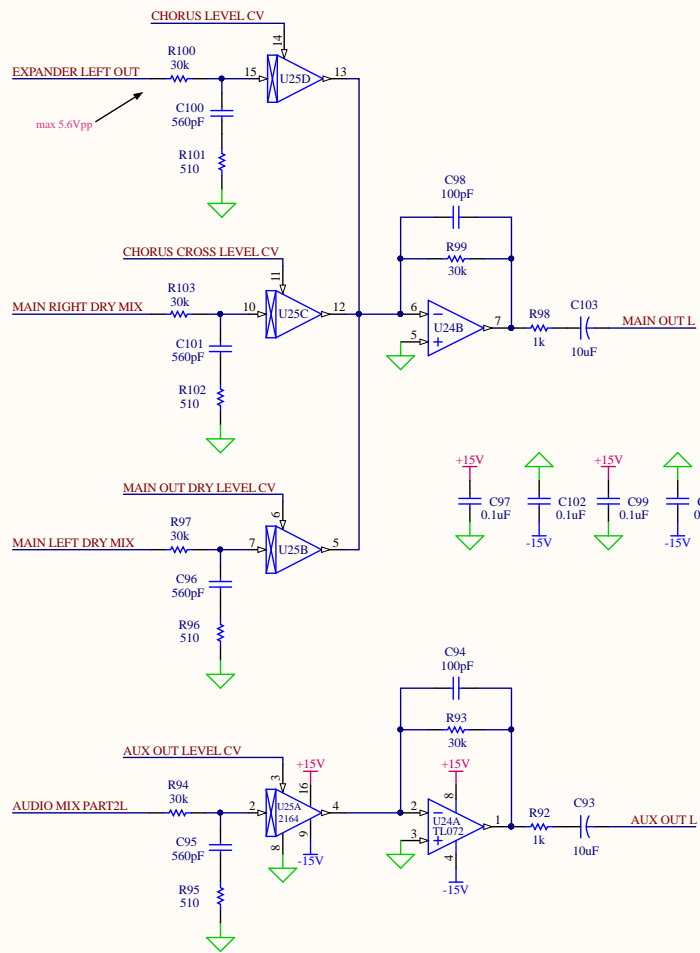 CHORUS LEVEL CV
14
R100
30k
EXPANDER LEFT OUT
15
U25D
13
C100
560pF
max 5.6Vpp
R101
510
C98
100pF
CHORUS CROSS LEVEL CV
11
R99
30k
R103
30k
MAIN RIGHT DRY MIX
10
U25C
12
6
U24B
7
5
R98
1k
C103
10uF
MAIN OUT L
C101
560pF
R102
510
MAIN OUT DRY LEVEL CV
6
R97
30k
MAIN LEFT DRY MIX
7
U25B
5
C96
560pF
R96
510
+15V
C97
0.1uF
C102
0.1uF
-15V
+15V
C99
0.1uF
-15V
C94
100pF
R93
30k
AUX OUT LEVEL CV
3
+15V
16
R94
30k
AUDIO MIX PART2L
2
U25A
2164
4
8
9
-15V
C95
560pF
R95
510
+15V
8
2
U24A
TL072
1
3
4
-15V
R92
1k
C93
10uF
AUX OUT L